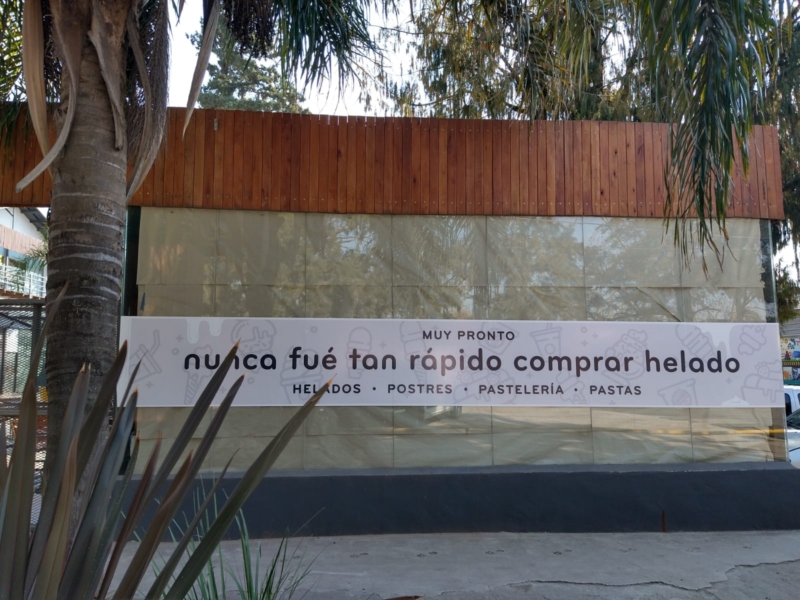 MUY PRONTO
nunca fué tan rápido comprar helado
HELADOS • POSTRES • PASTELERÍA • PASTAS